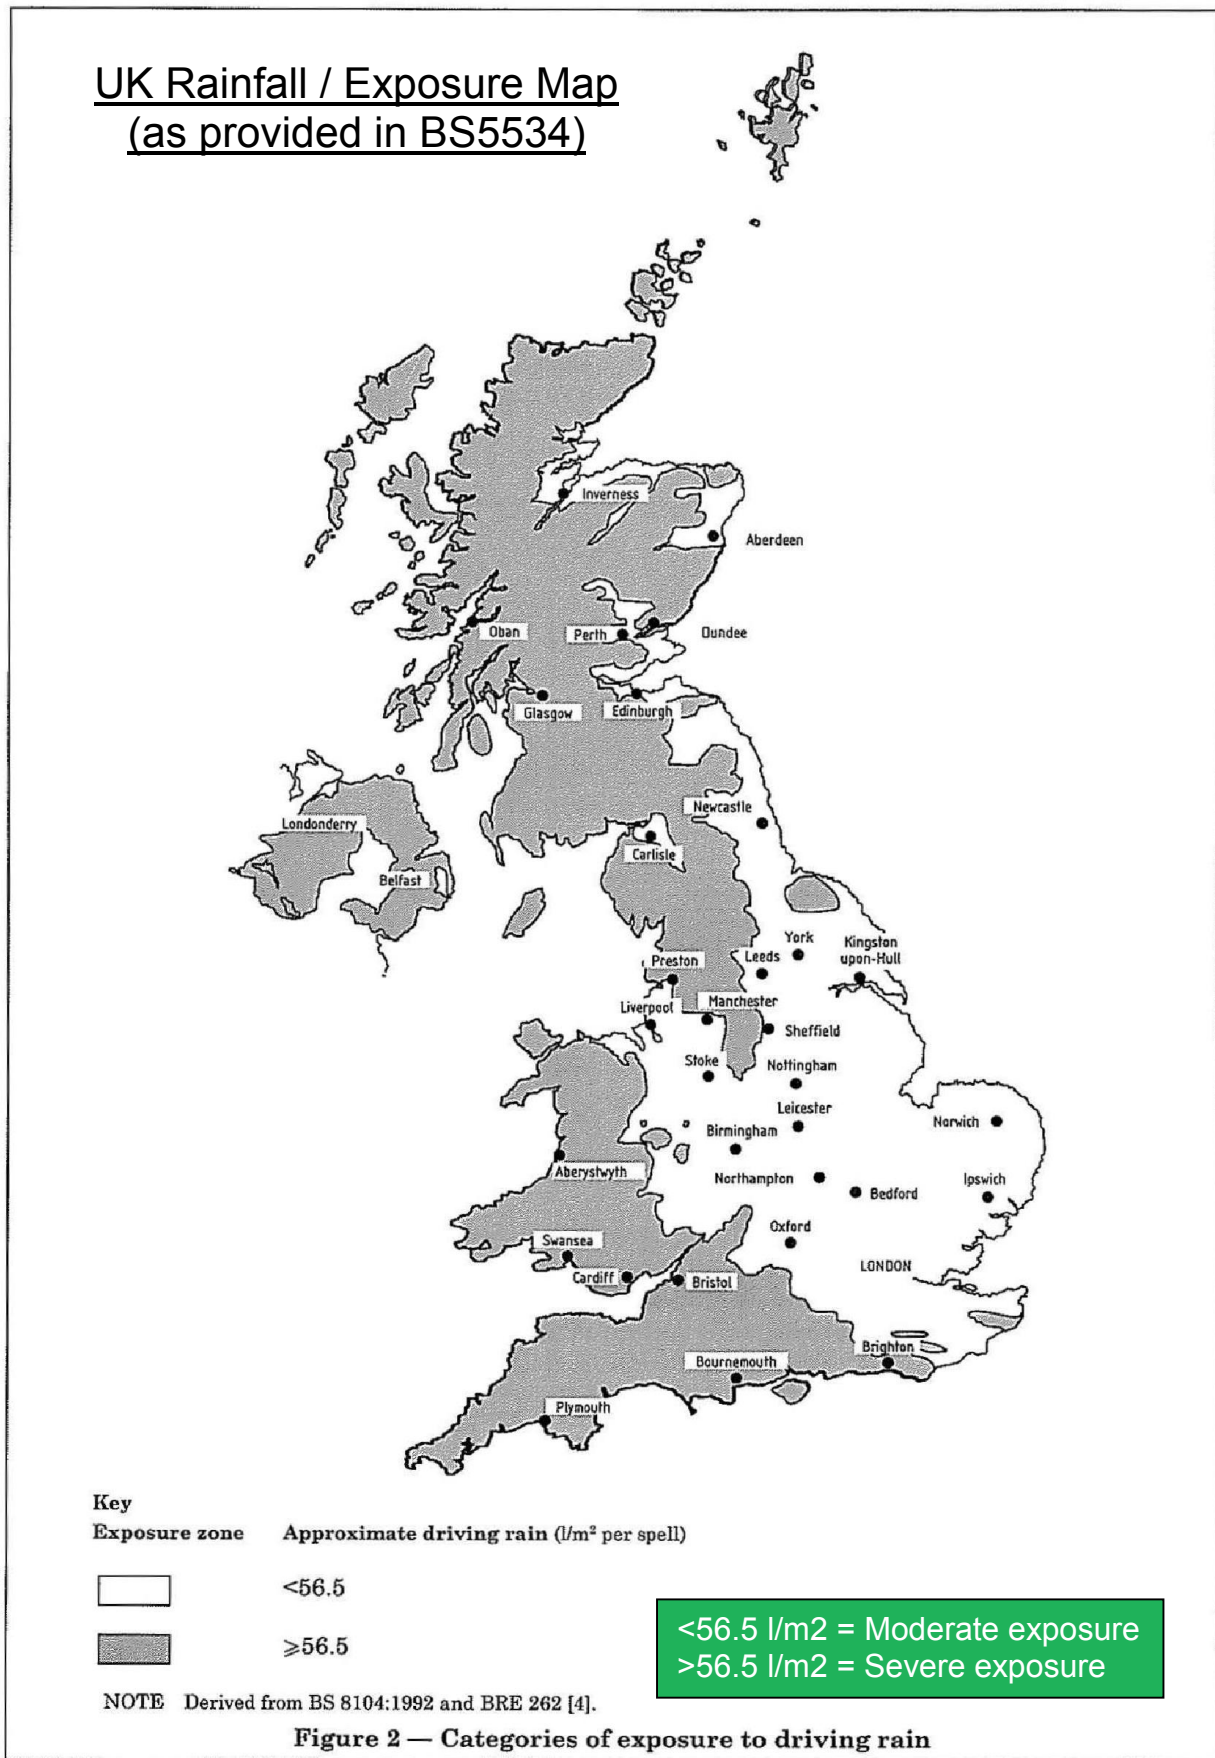 UK Rainfall / Exposure Map
(as provided in BS5534)
Inverness
Aberdeen
Oban
Perth
Dundee
Glasgow
Edinburgh
Newcastle
Londonderry
Carlisle
Belfast
York
Kingston
upon-Hull
Preston
Leeds
Manchester
Liverpool
Sheffield
Stoke
Nottingham
Leicester
Norwich
Birmingham
Aberystwyth
Northampton
Bedford
Ipswich
Oxford
Swansea
LONDON
Cardiff
Bristol
Brighton
Bournemouth
Plymouth
Key
Exposure zone Approximate driving rain (l/m² per spell)
<56.5
⩾56.5
<56.5 l/m2 = Moderate exposure
>56.5 l/m2 = Severe exposure
NOTE Derived from BS 8104:1992 and BRE 262 [4].
Figure 2 — Categories of exposure to driving rain